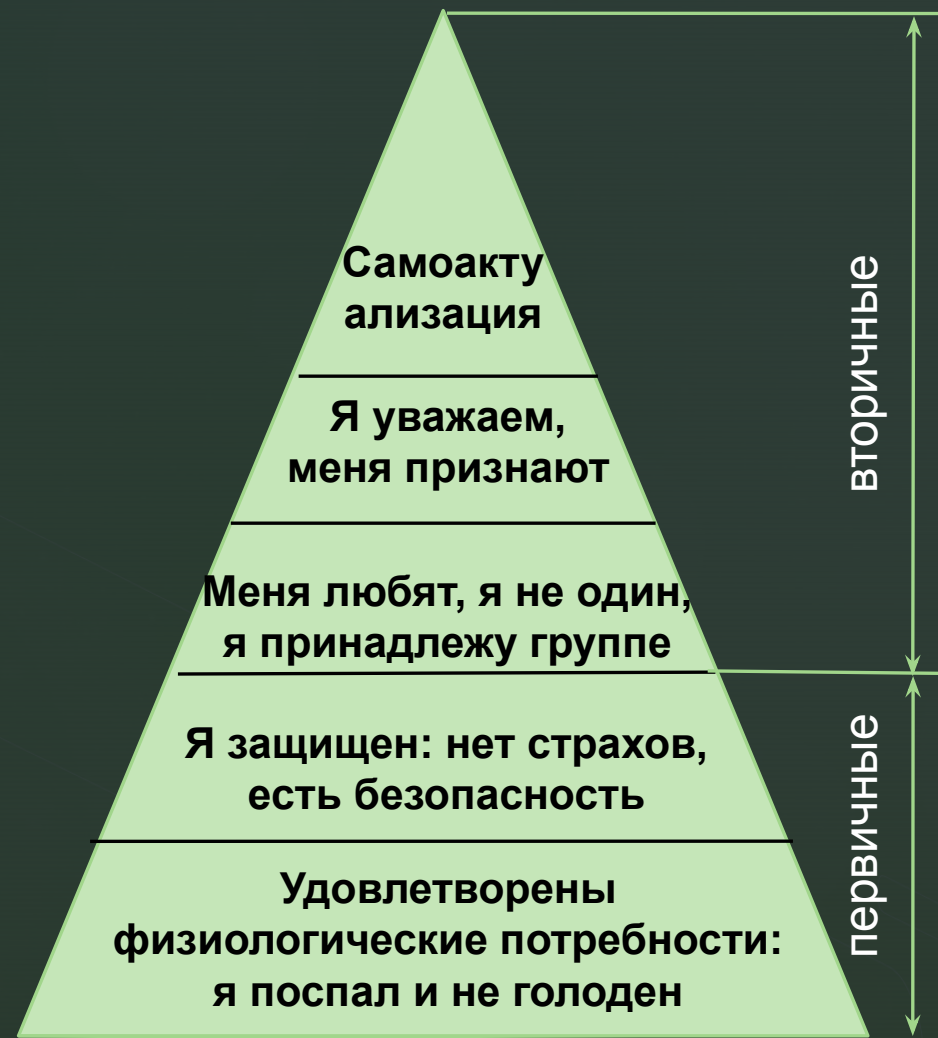 Самоакту
ализация
Я уважаем,
меня признают
Меня любят, я не один,
я принадлежу группе
Я защищен: нет страхов,
есть безопасность
Удовлетворены
физиологические потребности:
я поспал и не голоден
вторичные
первичные